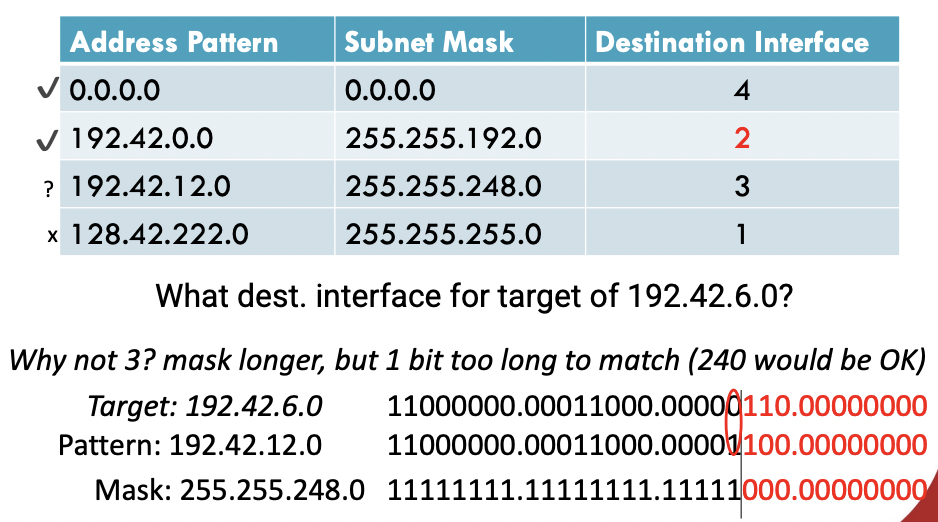 Address Pattern Subnet Mask Destination Interface
✓ 0.0.0.0 0.0.0.0 4
✓ 192.42.0.0 255.255.192.0 2
? 192.42.12.0 255.255.248.0 3
x 128.42.222.0 255.255.255.0 1
What dest. interface for target of 192.42.6.0?
Why not 3? mask longer, but 1 bit too long to match (240 would be OK)
Target: 192.42.6.0 11000000.00011000.00000110.00000000
Pattern: 192.42.12.0 11000000.00011000.00001100.00000000
Mask: 255.255.248.0 11111111.11111111.11111000.00000000